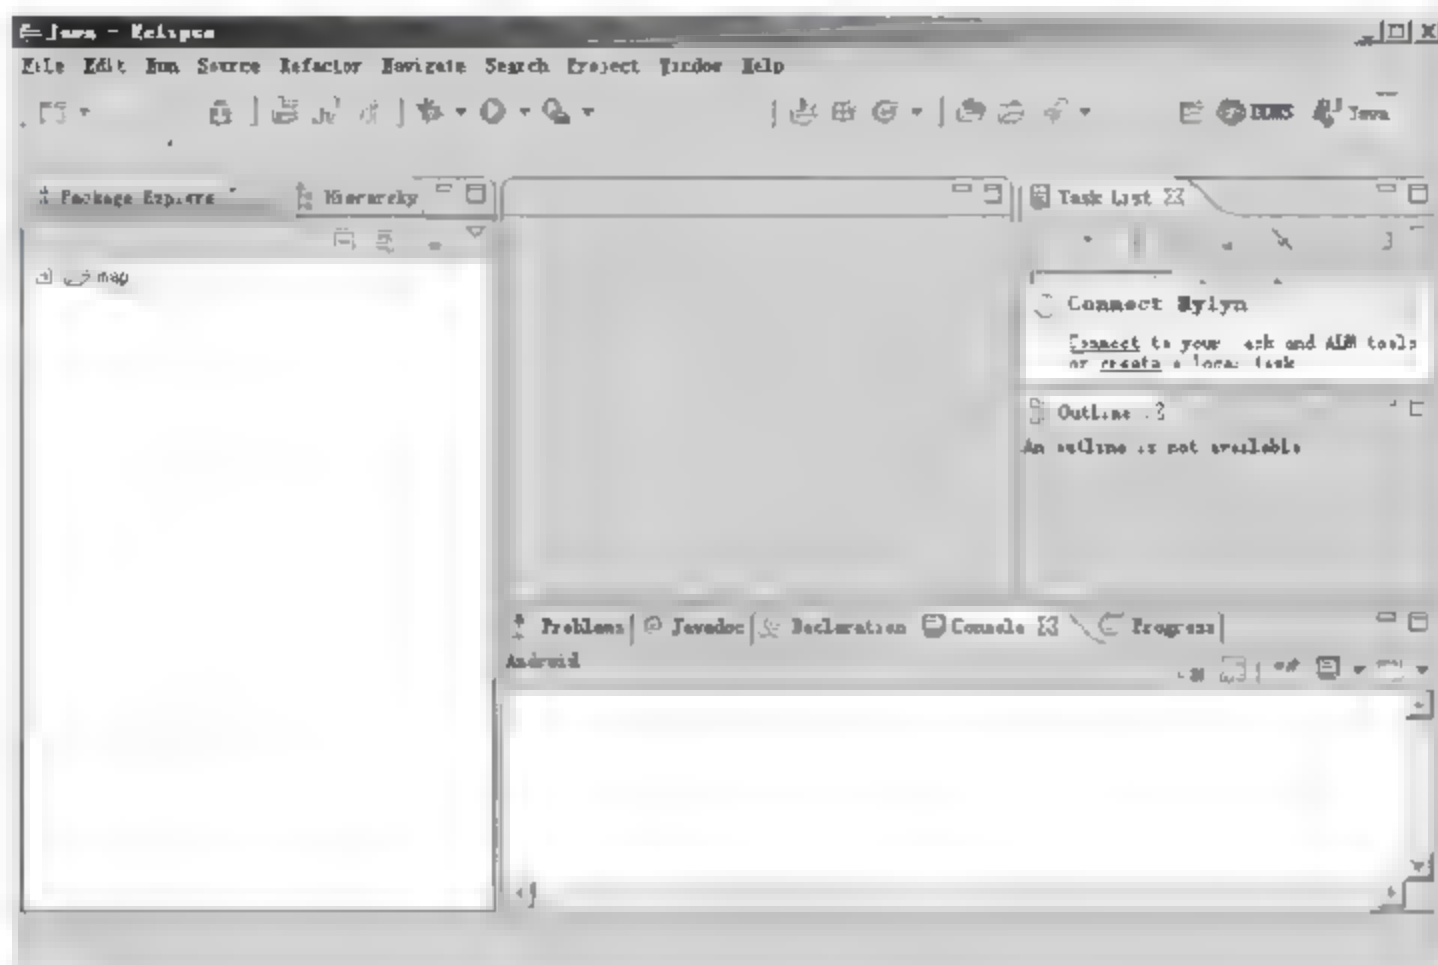 Java - Eclipse
File Edit Run Source Refactor Navigate Search Project Window Help
DDMS Java
Package Explore
Hierarchy
Task List
map
Connect Mylyn
Connect to your task and ALM tools
or create a local task
Outline
An outline is not available
Problems Javadoc Declaration Console Progress
Android